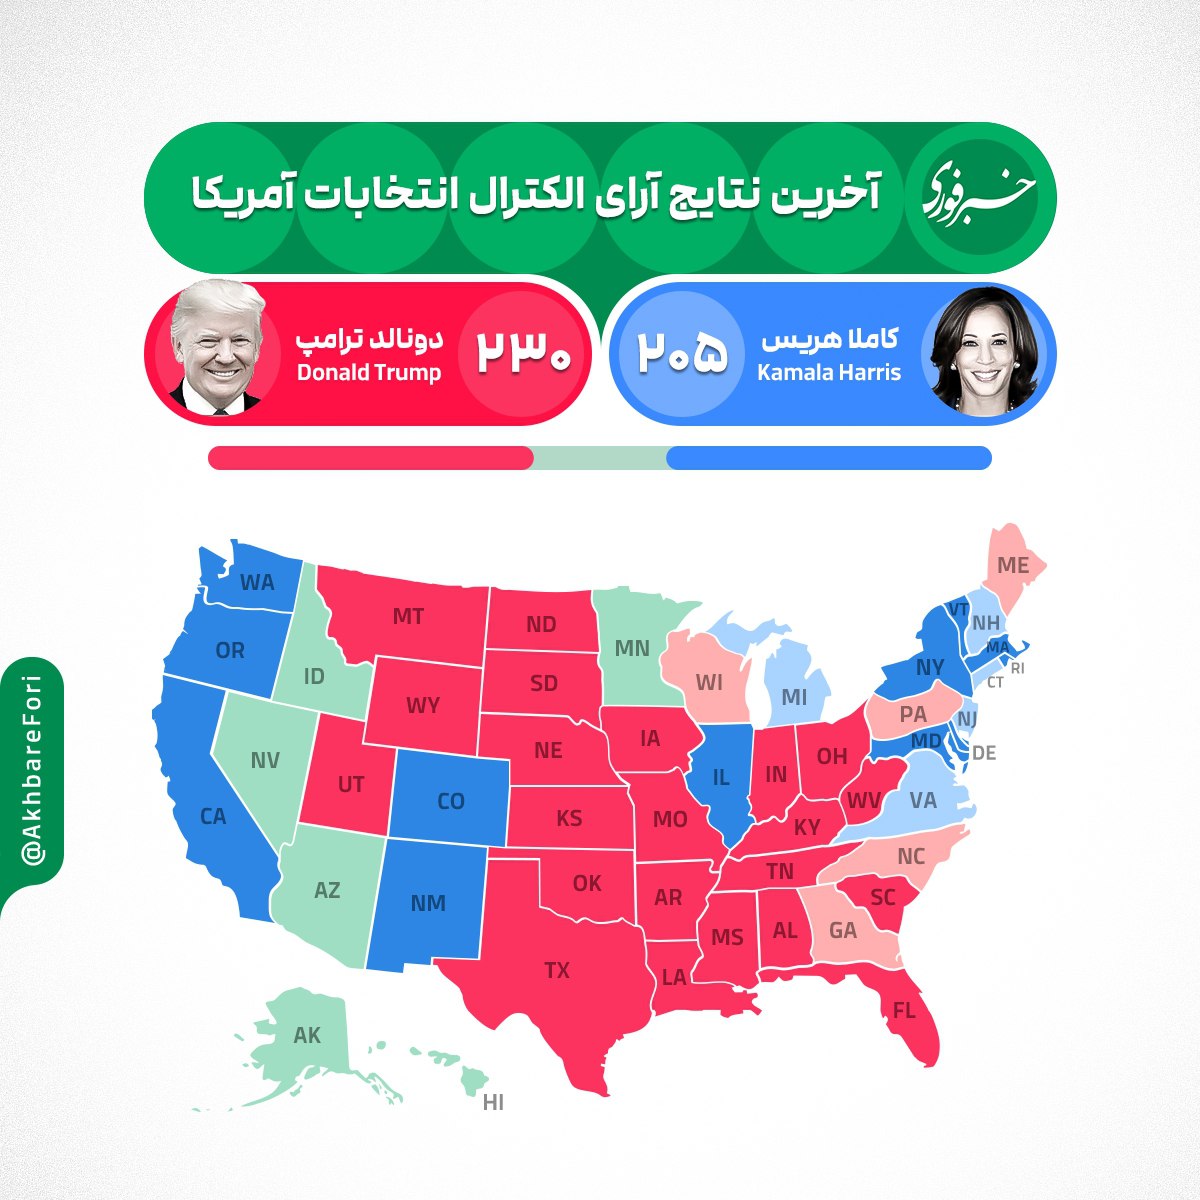 خبرفوری
آخرین نتایج آرای الکترال انتخابات آمریکا
کاملا هریس
Kamala Harris
۲۰۵
۲۳۰
دونالد ترامپ
Donald Trump
@AkhbareFori
ME
WA
VT
NH
MT
ND
MN
OR
MA
RI
NY
ID
SD
WI
MI
CT
WY
PA
NJ
IA
MD
DE
NE
OH
NV
UT
IL
IN
CO
WV
VA
CA
KS
MO
KY
NC
TN
OK
AZ
AR
SC
NM
MS
AL
GA
TX
LA
FL
AK
HI